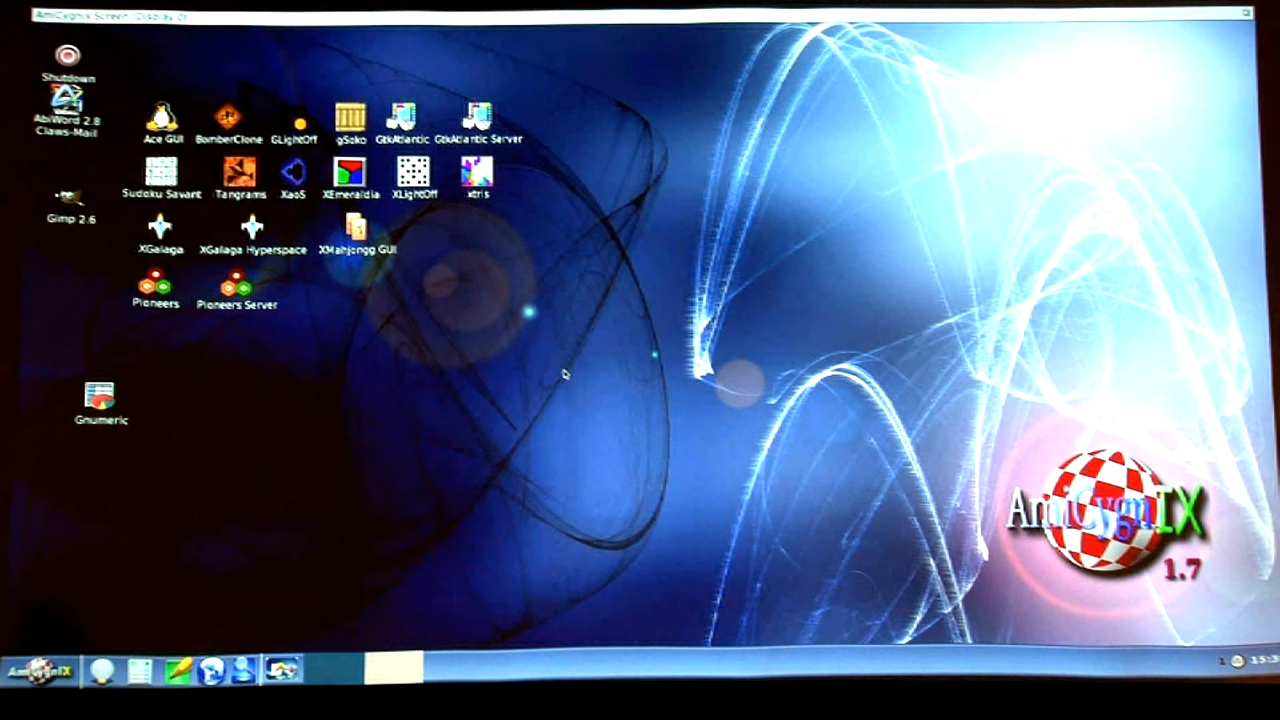 AmiCygnix Screen (Display 0)
Shutdown
AbiWord 2.8
Claws-Mail
Ace GUI
BomberClone
GLightOff
gSoko
GtkAtlantic
GtkAtlantic Server
Sudoku Savant
Tangrams
XaoS
XEmeraldia
XLightOff
xtris
Gimp 2.6
XGalaga
XGalaga Hyperspace
XMahjongg GUI
Pioneers
Pioneers Server
Gnumeric
AmiCygnIX
1.7
AmiCygnIX
1